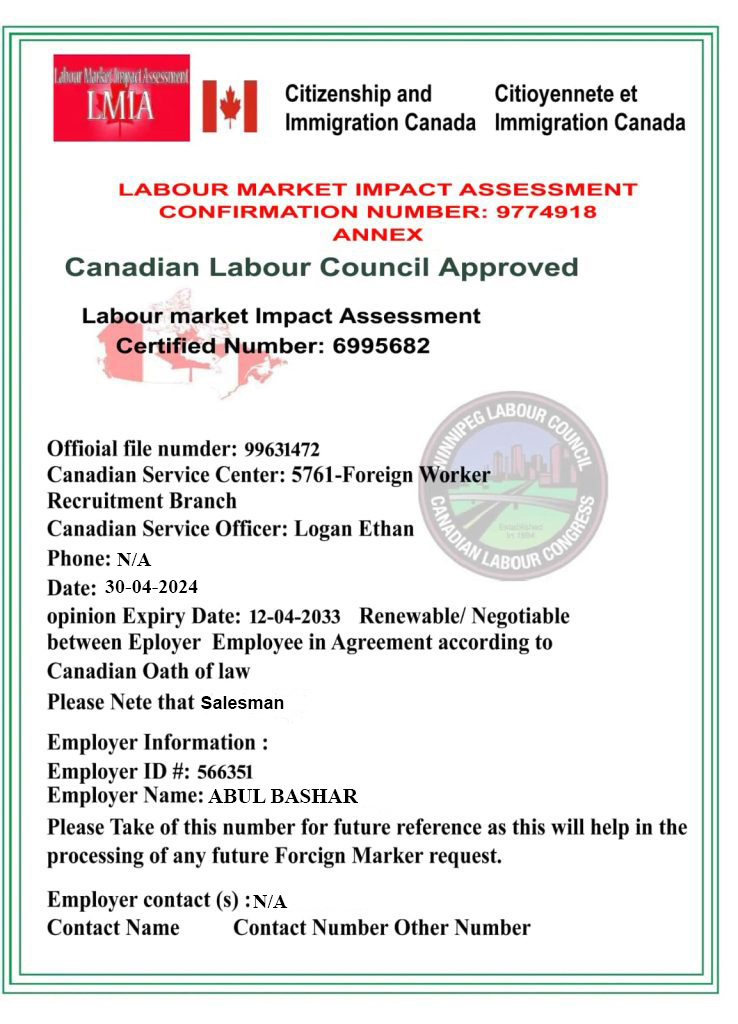 Labour Market Impact Assessment
LMIA
Citizenship and Citioyennete et
Immigration Canada Immigration Canada
LABOUR MARKET IMPACT ASSESSMENT
CONFIRMATION NUMBER: 9774918
ANNEX
Canadian Labour Council Approved
Labour market Impact Assessment
Certified Number: 6995682
WINNIPEG LABOUR COUNCIL
Established
in 1894
CANADIAN LABOUR CONGRESS
Offioial file numder: 99631472
Canadian Service Center: 5761-Foreign Worker
Recruitment Branch
Canadian Service Officer: Logan Ethan
Phone: N/A
Date: 30-04-2024
opinion Expiry Date: 12-04-2033 Renewable/ Negotiable
between Eployer Employee in Agreement according to
Canadian Oath of law
Please Nete that Salesman
Employer Information :
Employer ID #: 566351
Employer Name: ABUL BASHAR
Please Take of this number for future reference as this will help in the
processing of any future Forcign Marker request.
Employer contact (s) : N/A
Contact Name Contact Number Other Number